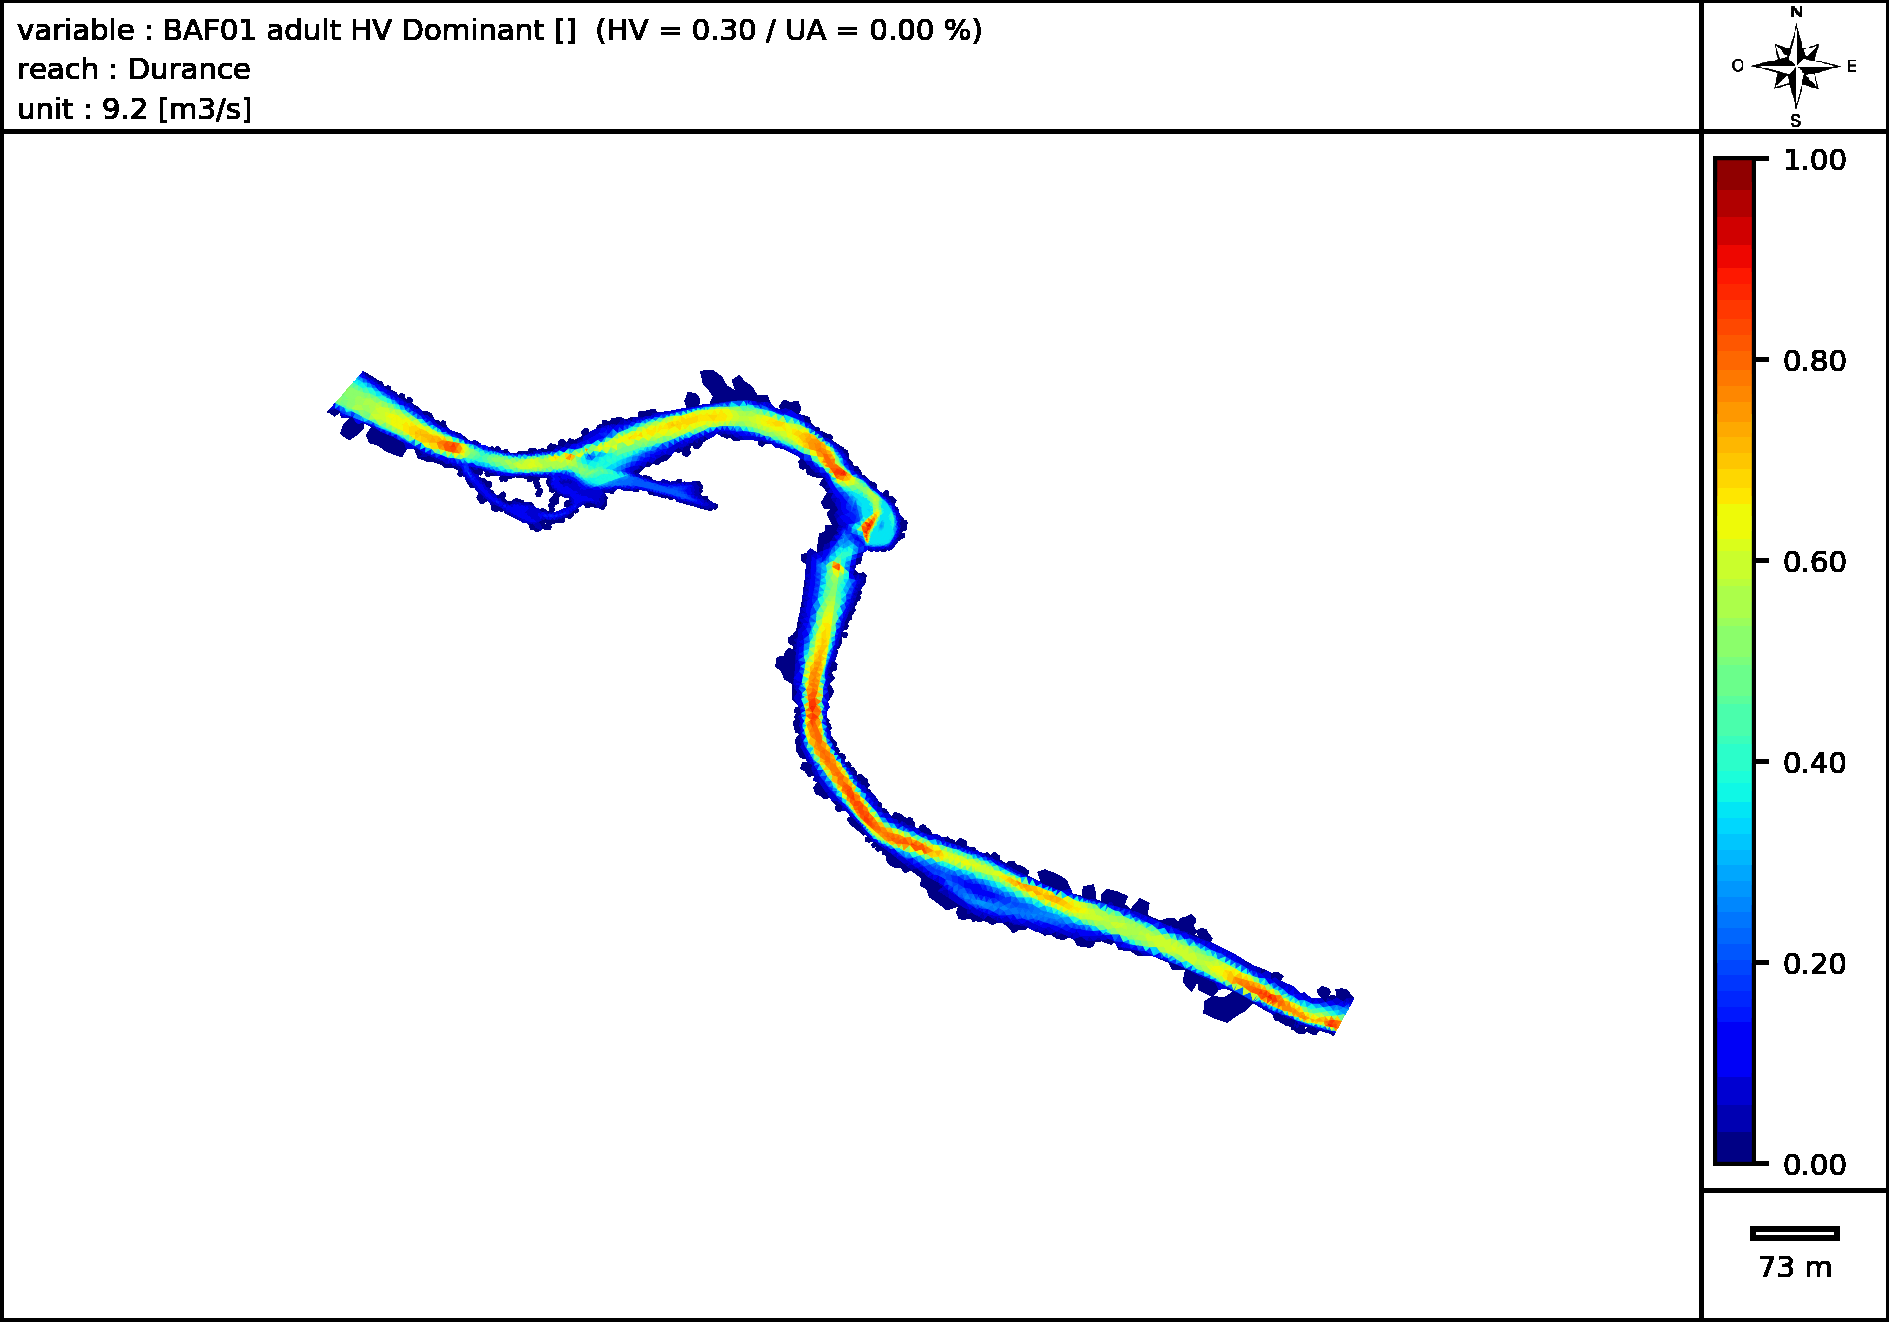 variable : BAF01 adult HV Dominant []  (HV = 0.30 / UA = 0.00 %)
reach : Durance
unit : 9.2 [m3/s]
N
O
E
S
1.00
0.80
0.60
0.40
0.20
0.00
73 m